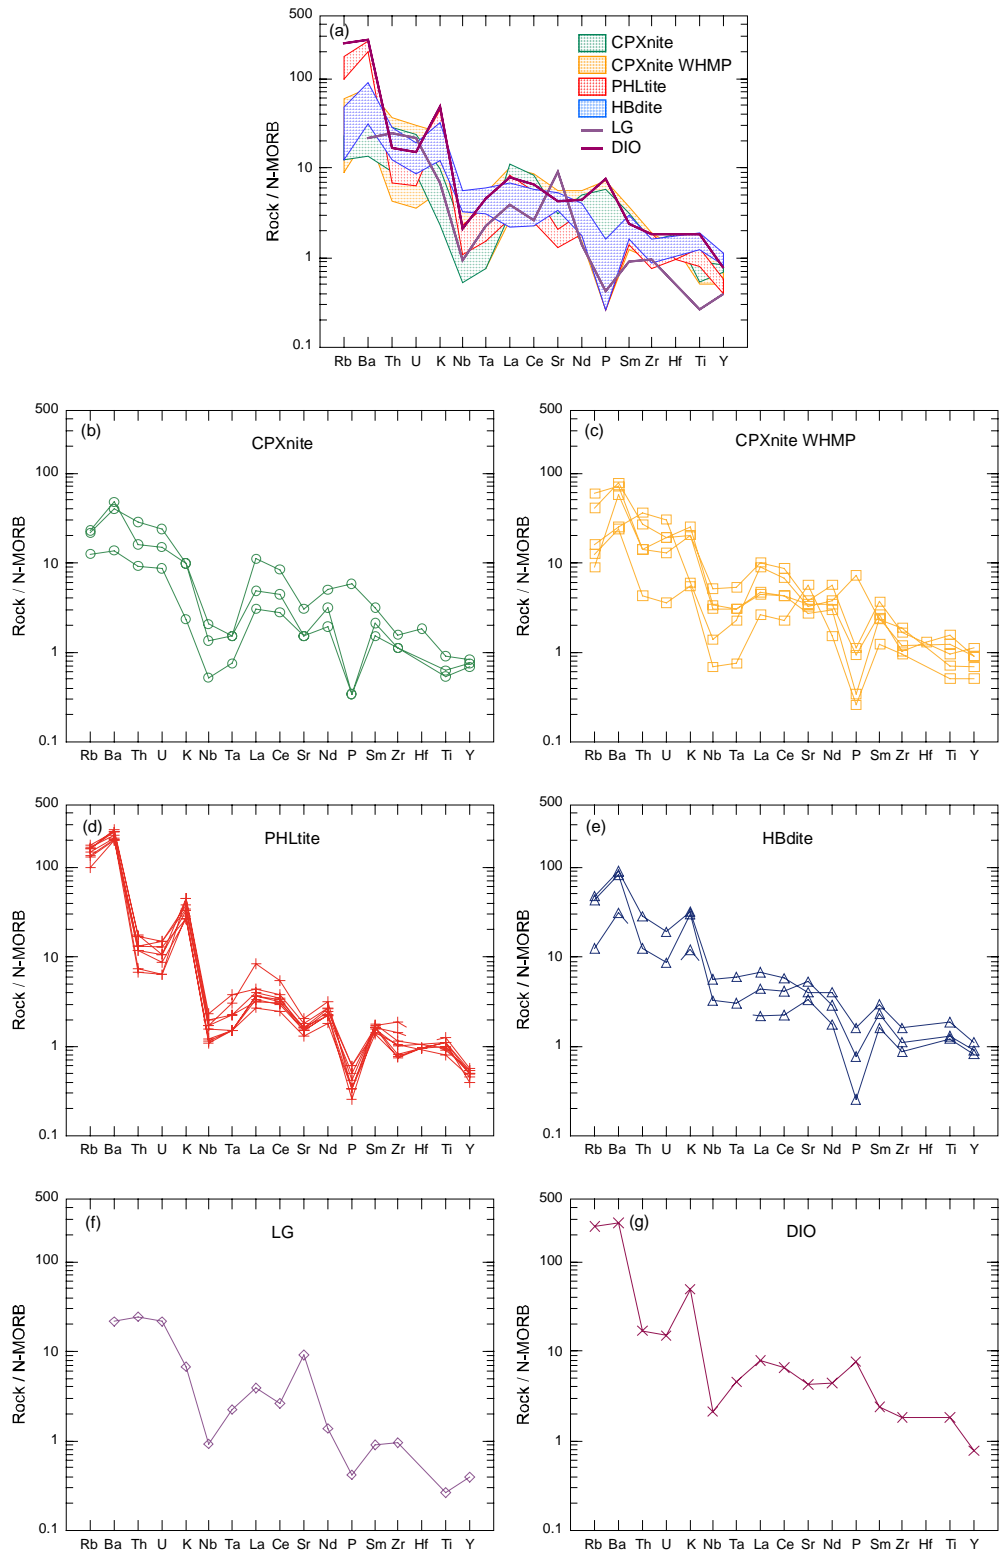 500
(a)
CPXnite
CPXnite WHMP
PHLtite
HBdite
LG
DIO
100
10
1
0.1
Rock / N-MORB
Rb Ba Th U K Nb Ta La Ce Sr Nd P Sm Zr Hf Ti Y
500
(b)
CPXnite
100
10
1
0.1
Rock / N-MORB
Rb Ba Th U K Nb Ta La Ce Sr Nd P Sm Zr Hf Ti Y
500
(c)
CPXnite WHMP
100
10
1
0.1
Rock / N-MORB
Rb Ba Th U K Nb Ta La Ce Sr Nd P Sm Zr Hf Ti Y
500
(d)
PHLtite
100
10
1
0.1
Rock / N-MORB
Rb Ba Th U K Nb Ta La Ce Sr Nd P Sm Zr Hf Ti Y
500
(e)
HBdite
100
10
1
0.1
Rock / N-MORB
Rb Ba Th U K Nb Ta La Ce Sr Nd P Sm Zr Hf Ti Y
500
(f)
LG
100
10
1
0.1
Rock / N-MORB
Rb Ba Th U K Nb Ta La Ce Sr Nd P Sm Zr Hf Ti Y
500
(g)
DIO
100
10
1
0.1
Rock / N-MORB
Rb Ba Th U K Nb Ta La Ce Sr Nd P Sm Zr Hf Ti Y